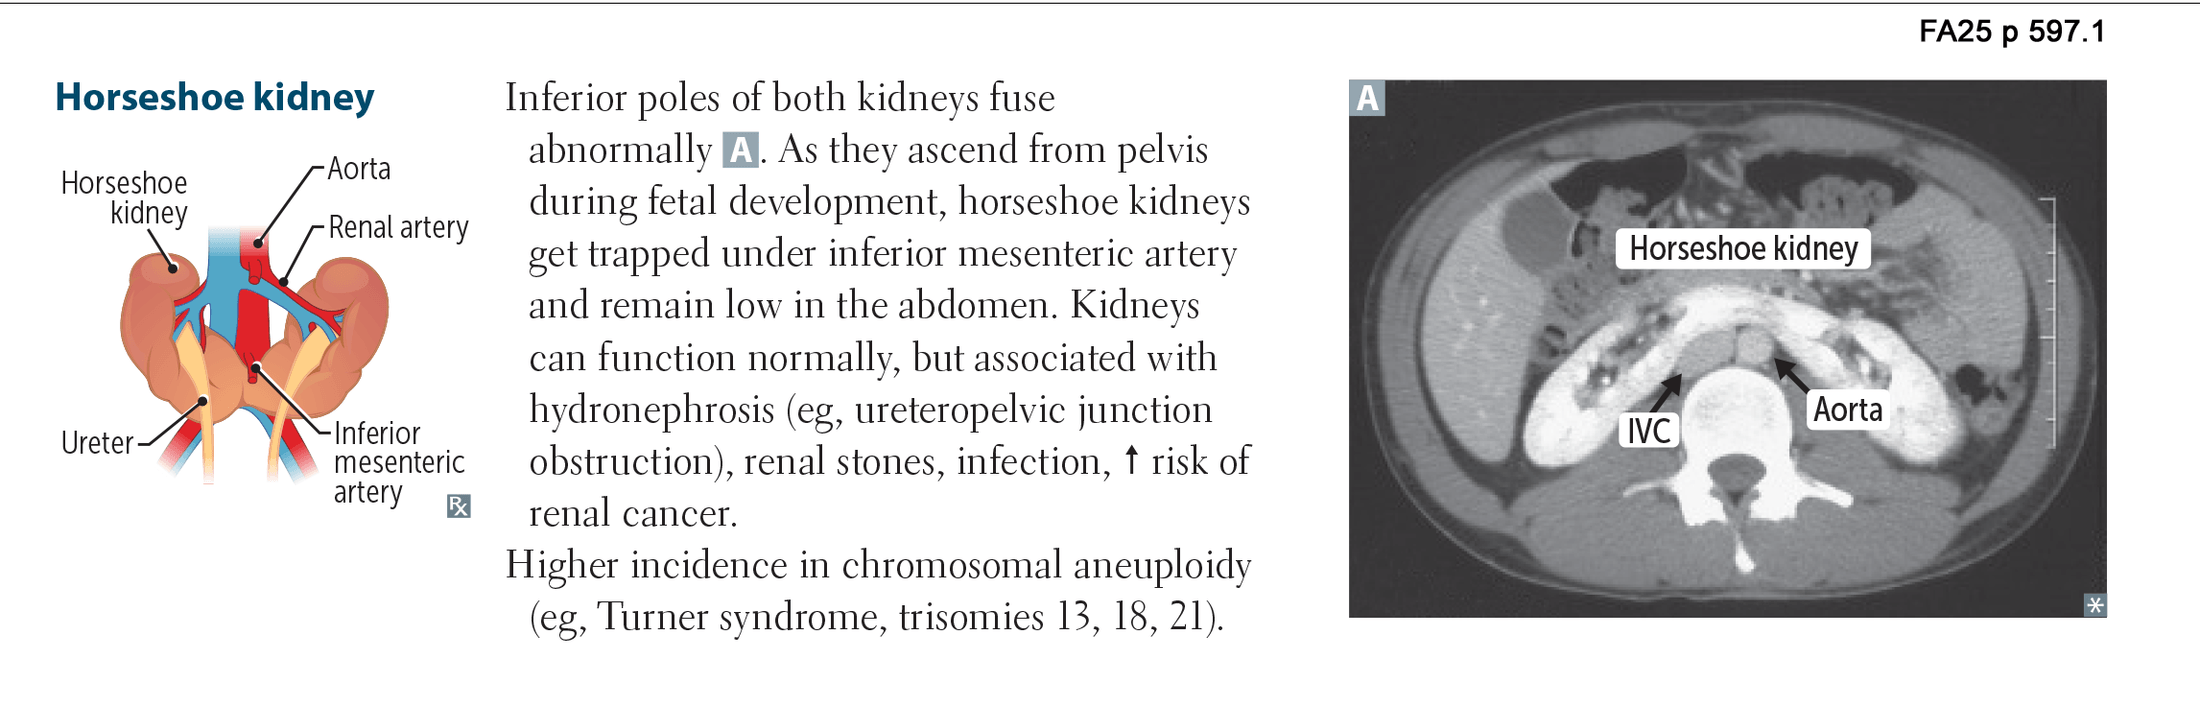 FA25 p 597.1
Horseshoe kidney
Horseshoe
kidney
Aorta
Renal artery
Ureter
Inferior
mesenteric
artery
Rx
Inferior poles of both kidneys fuse
abnormally A. As they ascend from pelvis
during fetal development, horseshoe kidneys
get trapped under inferior mesenteric artery
and remain low in the abdomen. Kidneys
can function normally, but associated with
hydronephrosis (eg, ureteropelvic junction
obstruction), renal stones, infection, ↑ risk of
renal cancer.
Higher incidence in chromosomal aneuploidy
(eg, Turner syndrome, trisomies 13, 18, 21).
A
Horseshoe kidney
IVC
Aorta
*